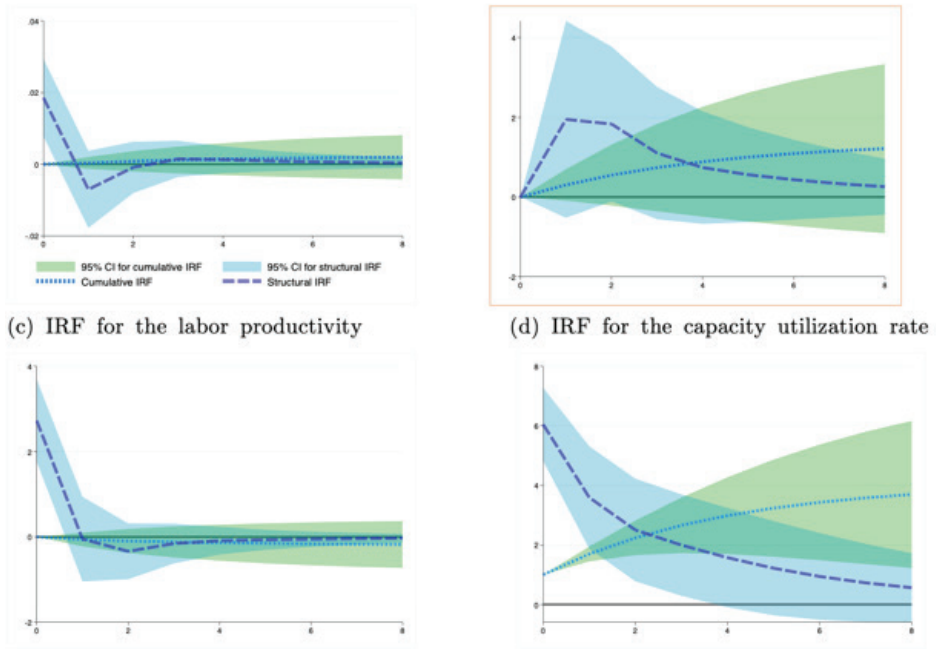 .04
.02
0
-.02
0 2 4 6 8
95% CI for cumulative IRF 95% CI for structural IRF
Cumulative IRF Structural IRF
4
2
0
-2
0 2 4 6 8
(c) IRF for the labor productivity
(d) IRF for the capacity utilization rate
4
2
0
-2
0 2 4 6 8
8
6
4
2
0
0 2 4 6 8